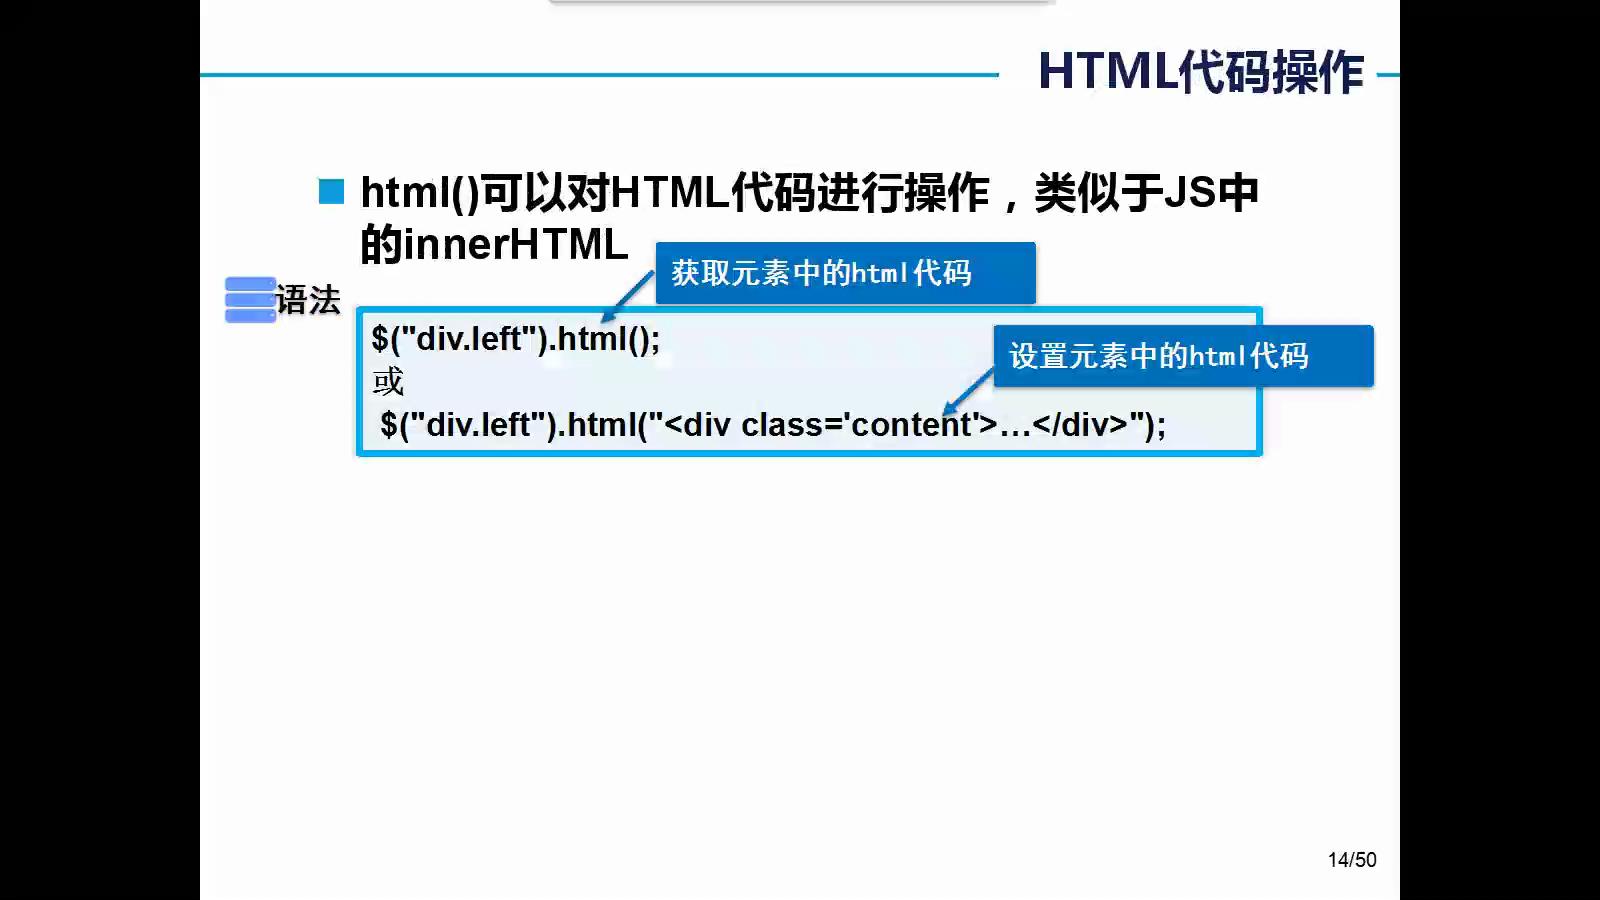 HTML代码操作
html()可以对HTML代码进行操作，类似于JS中
的innerHTML
获取元素中的html代码
语法
$("div.left").html();
设置元素中的html代码
或
$("div.left").html("<div class='content'>…</div>");
14/50